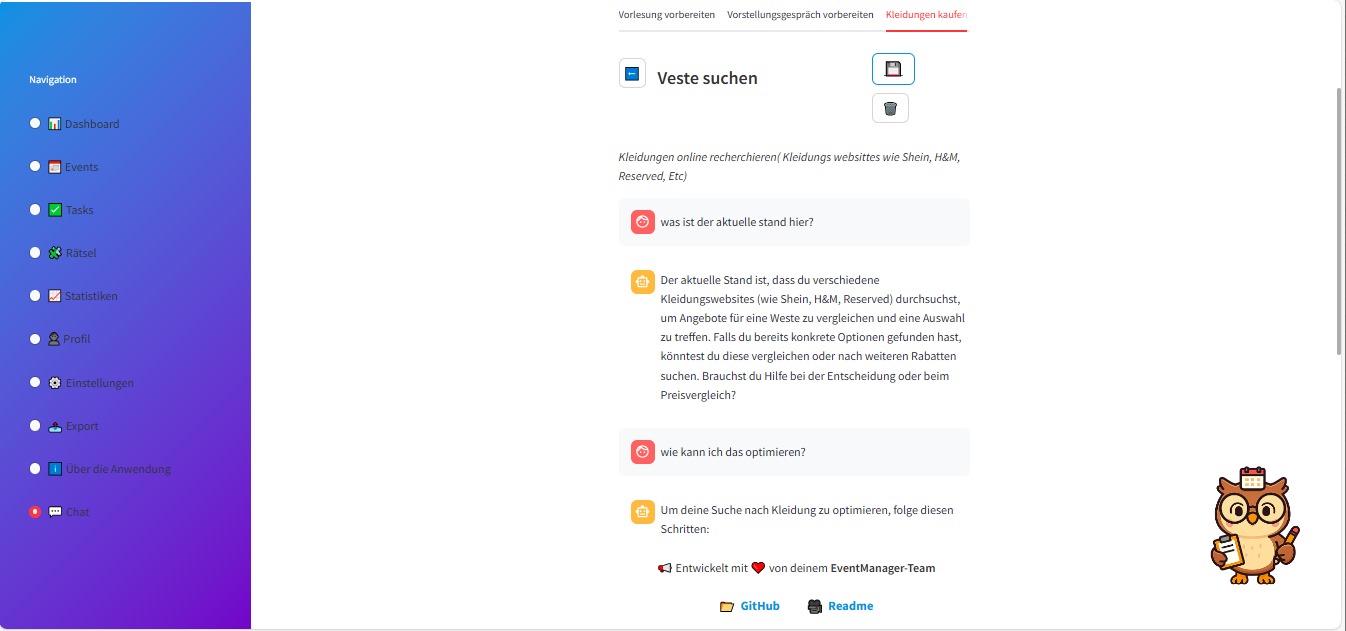 Vorlesung vorbereiten Vorstellungsgespräch vorbereiten Kleidungen kaufen
Navigation
Dashboard
Events
Tasks
Rätsel
Statistiken
Profil
Einstellungen
Export
Über die Anwendung
Chat
Veste suchen
Kleidungen online recherchieren( Kleidungs websittes wie Shein, H&M,
Reserved, Etc)
was ist der aktuelle stand hier?
Der aktuelle Stand ist, dass du verschiedene
Kleidungswebsites (wie Shein, H&M, Reserved) durchsuchst,
um Angebote für eine Weste zu vergleichen und eine Auswahl
zu treffen. Falls du bereits konkrete Optionen gefunden hast,
könntest du diese vergleichen oder nach weiteren Rabatten
suchen. Brauchst du Hilfe bei der Entscheidung oder beim
Preisvergleich?
wie kann ich das optimieren?
Um deine Suche nach Kleidung zu optimieren, folge diesen
Schritten:
Entwickelt mit ❤ von deinem EventManager-Team
GitHub Readme